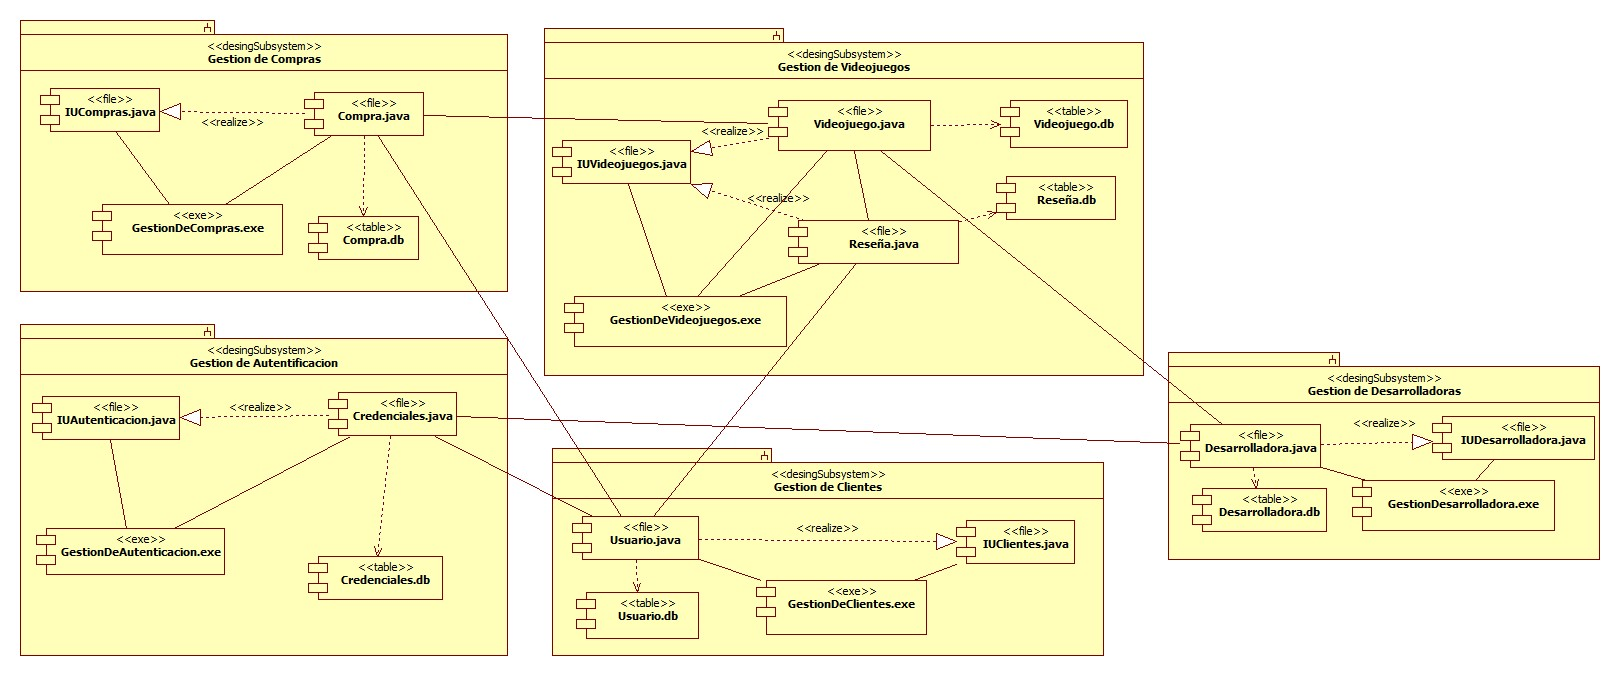 <<desingSubsystem>>
Gestion de Compras
<<file>>
IUCompras.java
<<realize>>
<<file>>
Compra.java
<<exe>>
GestionDeCompras.exe
<<table>>
Compra.db
<<desingSubsystem>>
Gestion de Videojuegos
<<file>>
Videojuego.java
<<table>>
Videojuego.db
<<realize>>
<<file>>
IUVideojuegos.java
<<realize>>
<<table>>
Reseña.db
<<file>>
Reseña.java
<<exe>>
GestionDeVideojuegos.exe
<<desingSubsystem>>
Gestion de Autentificacion
<<file>>
IUAutenticacion.java
<<realize>>
<<file>>
Credenciales.java
<<exe>>
GestionDeAutenticacion.exe
<<table>>
Credenciales.db
<<desingSubsystem>>
Gestion de Clientes
<<file>>
Usuario.java
<<realize>>
<<file>>
IUClientes.java
<<table>>
Usuario.db
<<exe>>
GestionDeClientes.exe
<<desingSubsystem>>
Gestion de Desarrolladoras
<<file>>
Desarrolladora.java
<<realize>>
<<file>>
IUDesarrolladora.java
<<table>>
Desarrolladora.db
<<exe>>
GestionDesarrolladora.exe